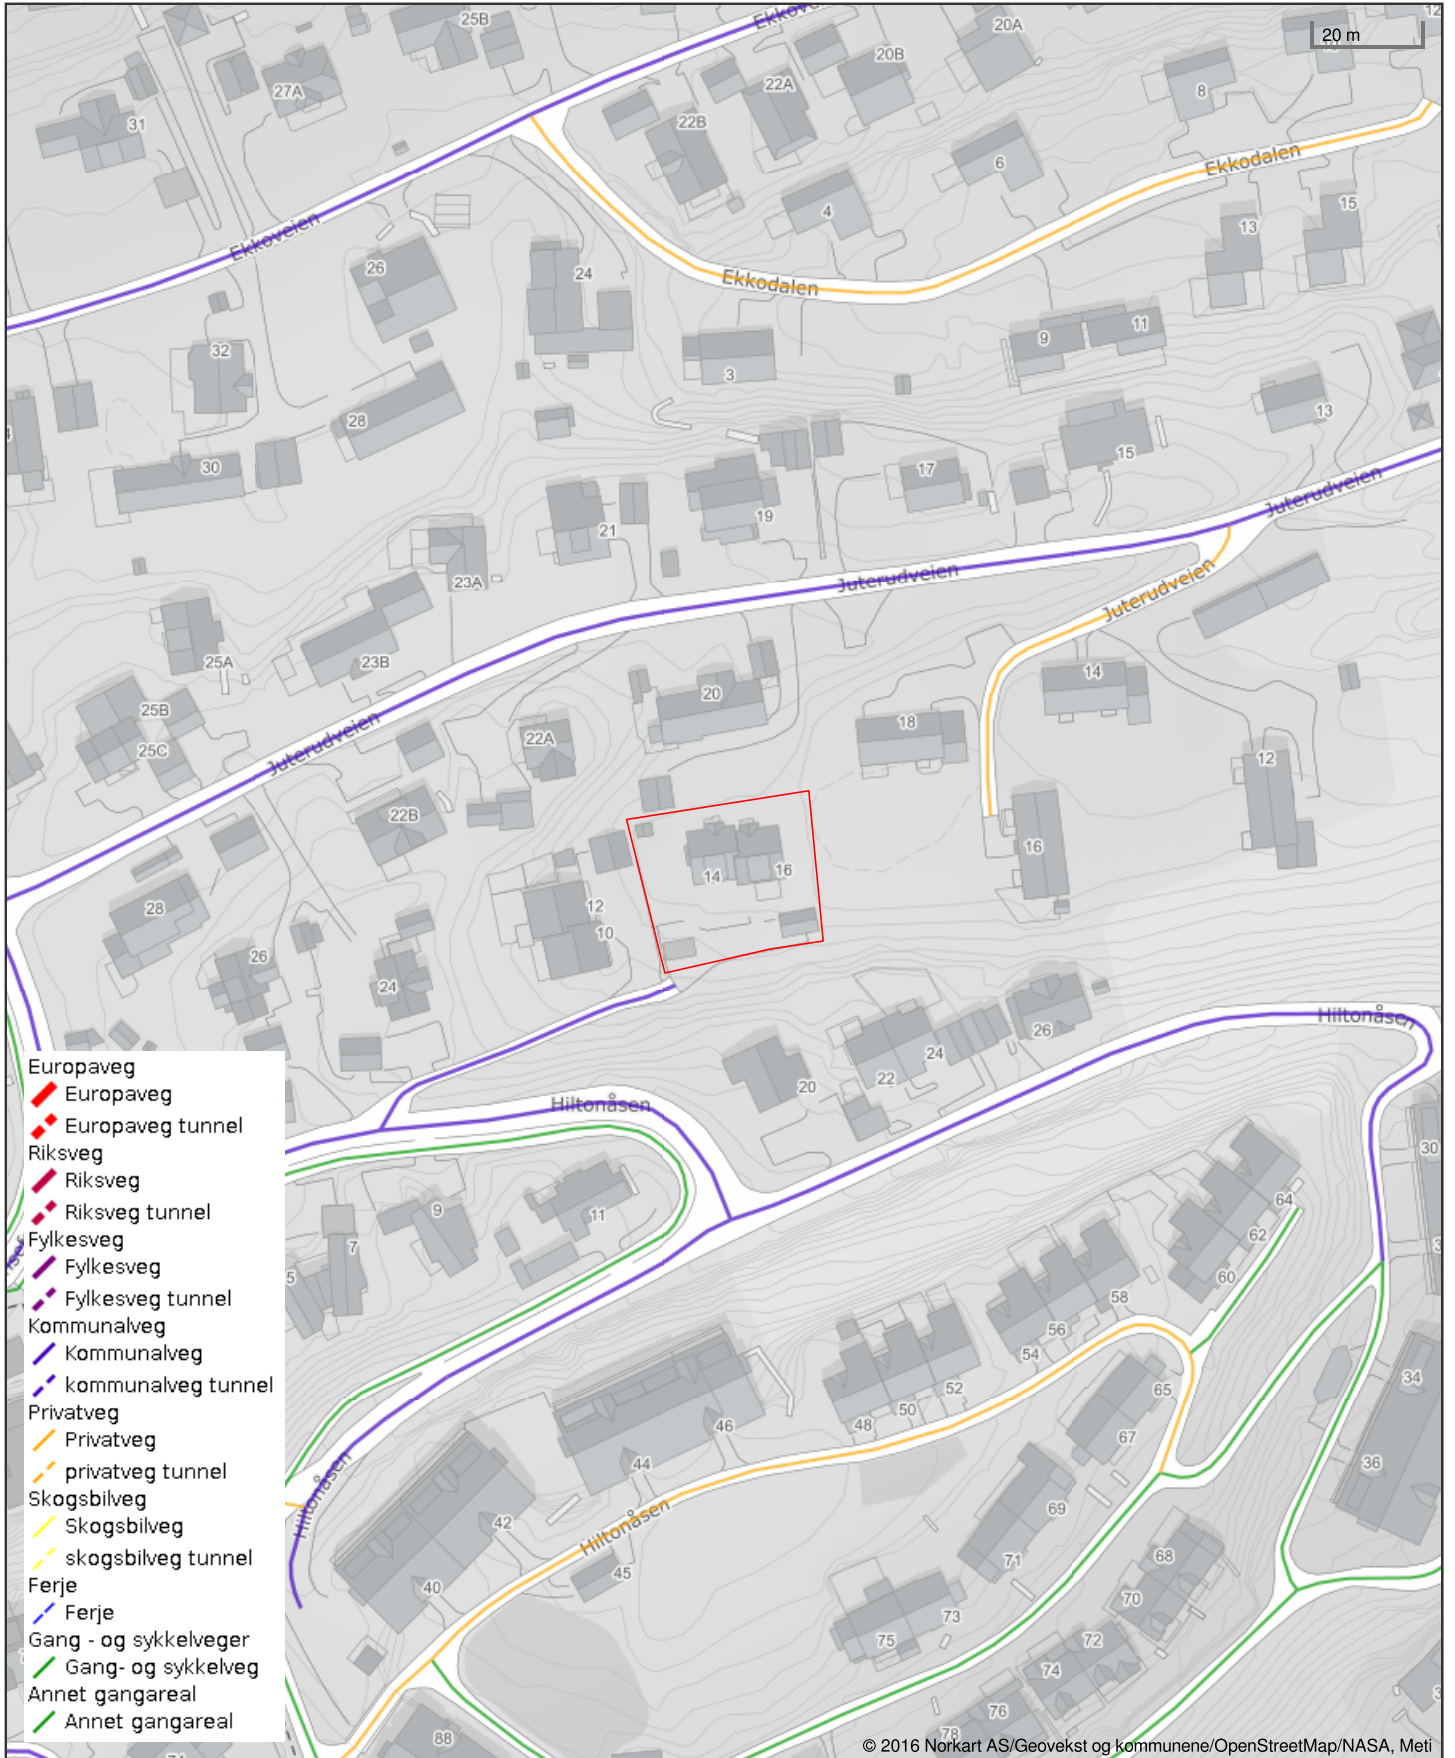 25B
20A
20 m
Ekkoveien
27A
22A
20B
8
31
22B
6
Ekkodalen
4
15
13
Ekkoveien
26
24
Ekkodalen
32
3
9
11
28
13
30
17
15
Juterudveien
19
21
23A
Juterudveien
Juterudveien
25A
23B
14
25B
20
18
25C
22A
12
Juterudveien
22B
16
14
16
28
12
10
26
24
26
24
22
20
Hiltonåsen
Hiltonåsen
30
9
11
7
5
64
62
60
58
56
54
52
50
48
65
67
34
36
46
44
42
40
45
Hiltonåsen
Hiltonåsen
69
71
68
70
73
75
72
74
76
78
88
Europaveg
Europaveg
Europaveg tunnel
Riksveg
Riksveg
Riksveg tunnel
Fylkesveg
Fylkesveg
Fylkesveg tunnel
Kommunalveg
Kommunalveg
kommunalveg tunnel
Privatveg
Privatveg
privatveg tunnel
Skogsbilveg
Skogsbilveg
skogsbilveg tunnel
Ferje
Ferje
Gang - og sykkelveger
Gang- og sykkelveg
Annet gangareal
Annet gangareal
© 2016 Norkart AS/Geovekst og kommunene/OpenStreetMap/NASA, Meti